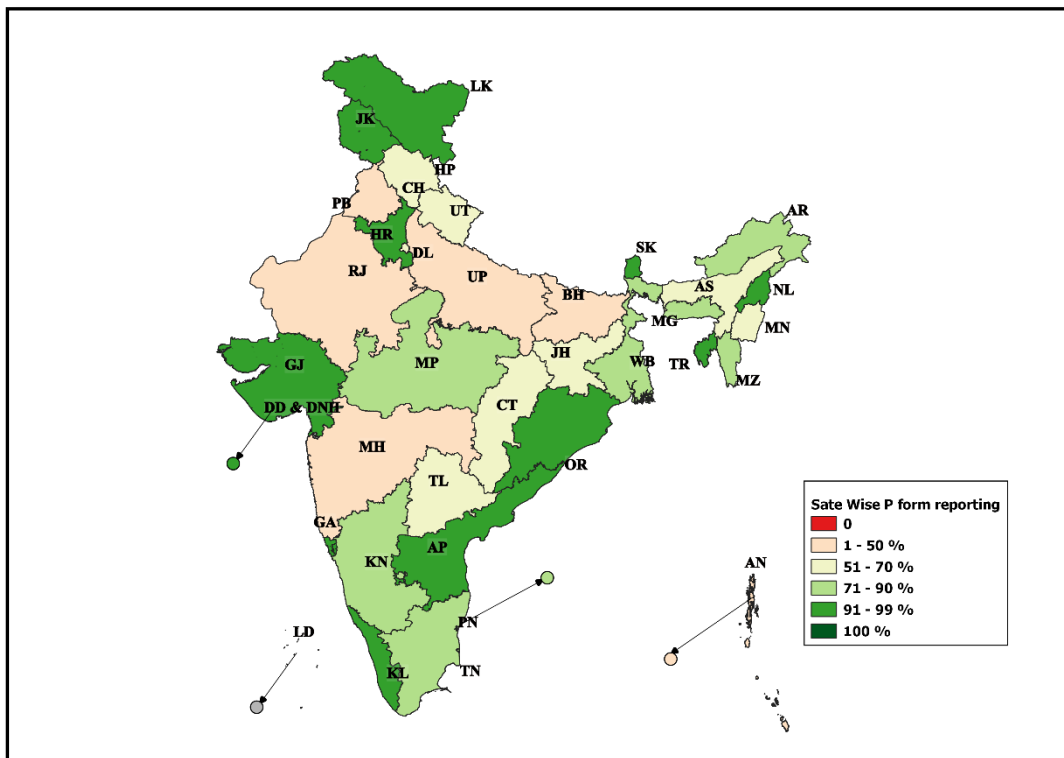 LK
JK
HP
CH
PB
UT
AR
HR
DL
SK
RJ
UP
AS
NL
BH
MG
MN
GJ
MP
JH
WB
TR
MZ
DD & DNH
CT
MH
OR
TL
GA
AP
KN
AN
PN
LD
KL
TN
Sate Wise P form reporting
0
1 - 50 %
51 - 70 %
71 - 90 %
91 - 99 %
100 %